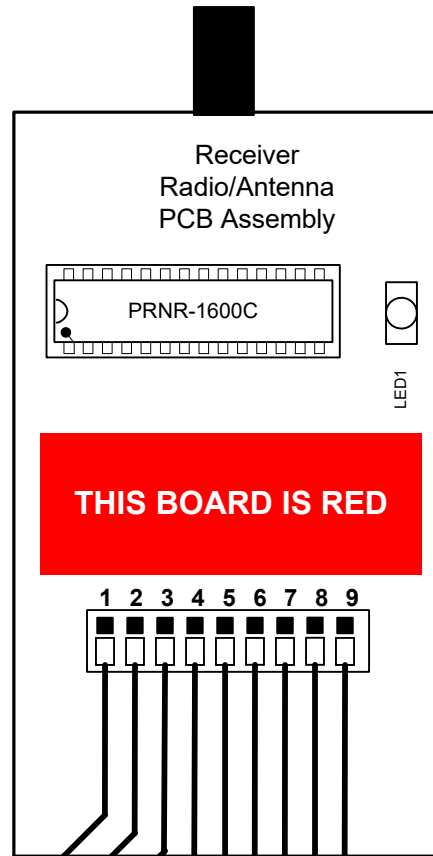 Receiver
Radio/Antenna
PCB Assembly
PRNR-1600C
LED1
THIS BOARD IS RED
1 2 3 4 5 6 7 8 9